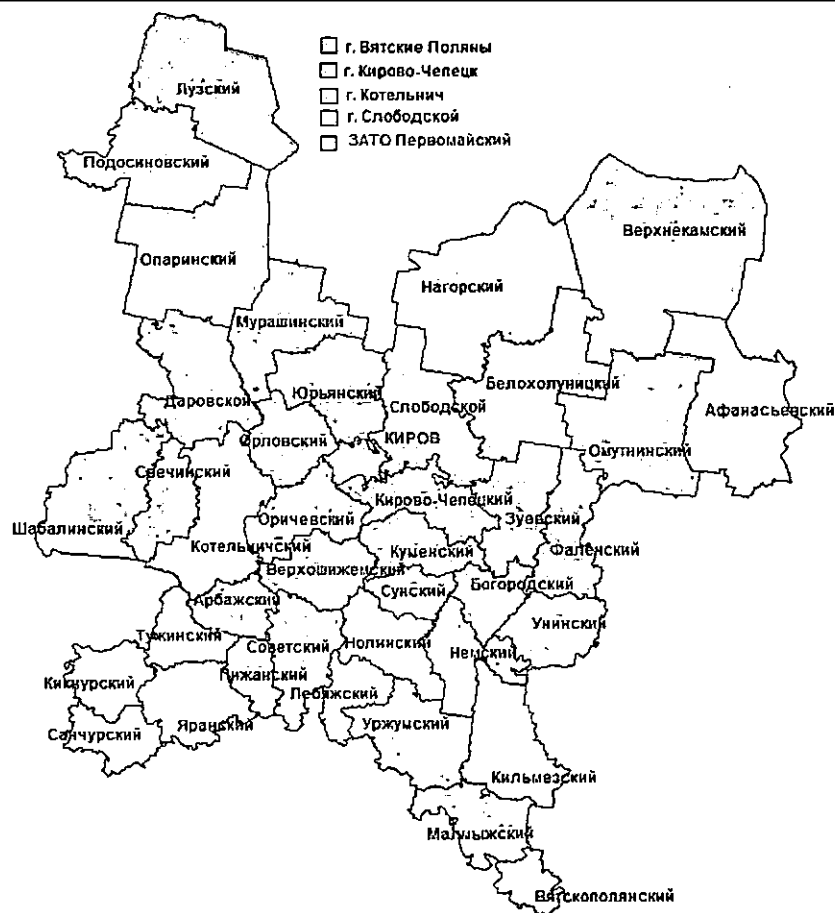 г. Вятские Поляны
г. Кирово-Чепецк
г. Котельнич
г. Слободской
ЗАТО Первомайский
Лузский
Подосиновский
Верхнекамский
Опаринский
Нагорский
Мурашинский
Белохолуницкий
Юрьянский
Даровской
Слободской
Афанасьевский
Орловский
КИРОВ
Омутнинский
Свечинский
Кирово-Чепецкий
Шабалинский
Оричевский
Зуевский
Котельничский
Куменский
Фаленский
Верхошижемский
Богородский
Арбажский
Сунский
Унинский
Тужинский
Советский
Нолинский
Немский
Пижанский
Кикнурский
Лебяжский
Санчурский
Яранский
Уржумский
Кильмезский
Малмыжский
Вятскополянский